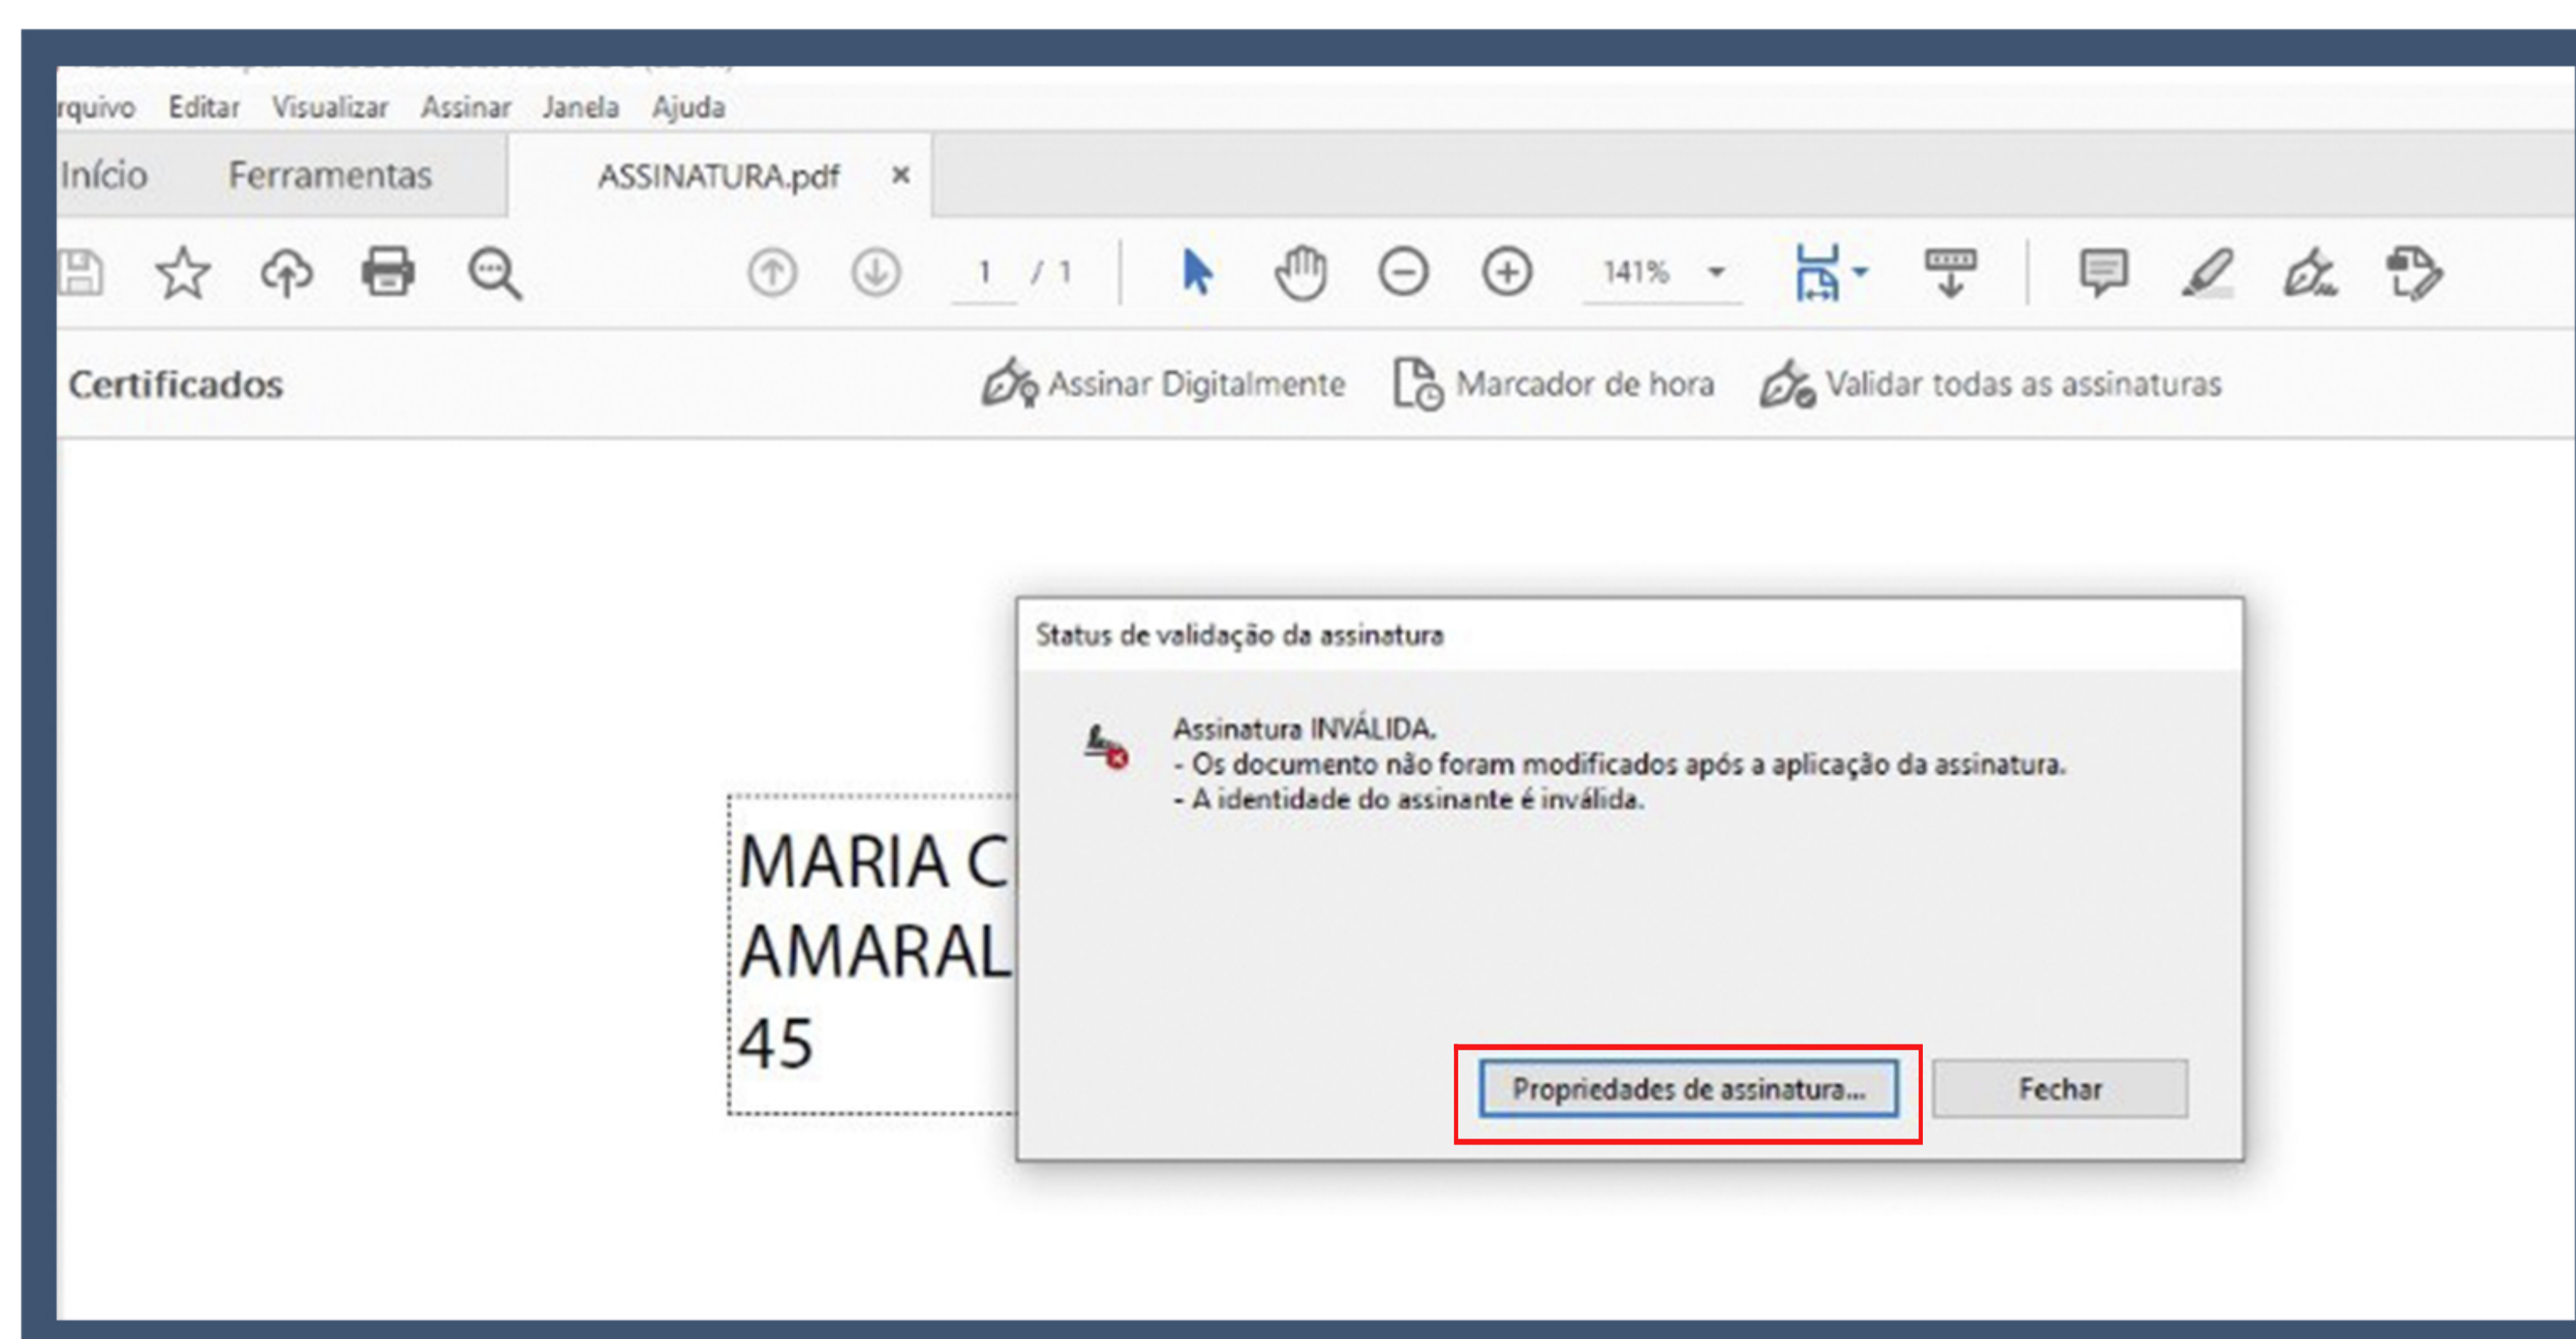 rquivo Editar Visualizar Assinar Janela Ajuda
Início Ferramentas ASSINATURA.pdf ×
1 / 1 141%
Certificados Assinar Digitalmente Marcador de hora Validar todas as assinaturas
Status de validação da assinatura
Assinatura INVÁLIDA.
- Os documento não foram modificados após a aplicação da assinatura.
- A identidade do assinante é inválida.
MARIA C
AMARAL
45
Propriedades de assinatura... Fechar